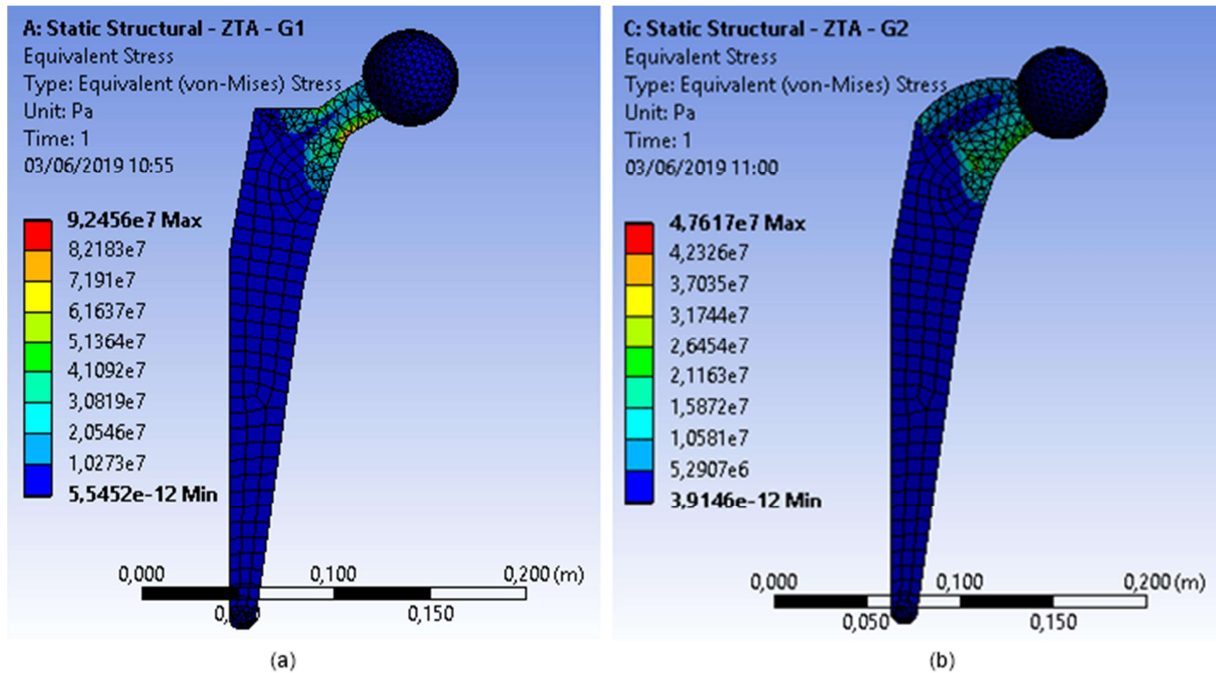 A: Static Structural - ZTA - G1
Equivalent Stress
Type: Equivalent (von-Mises) Stress
Unit: Pa
Time: 1
03/06/2019 10:55
9,2456e7 Max
8,2183e7
7,191e7
6,1637e7
5,1364e7
4,1092e7
3,0819e7
2,0546e7
1,0273e7
5,5452e-12 Min
0,000 0,100 0,200 (m)
0,150
(a)
C: Static Structural - ZTA - G2
Equivalent Stress
Type: Equivalent (von-Mises) Stress
Unit: Pa
Time: 1
03/06/2019 11:00
4,7617e7 Max
4,2326e7
3,7035e7
3,1744e7
2,6454e7
2,1163e7
1,5872e7
1,0581e7
5,2907e6
3,9146e-12 Min
0,000 0,100 0,200 (m)
0,050 0,150
(b)